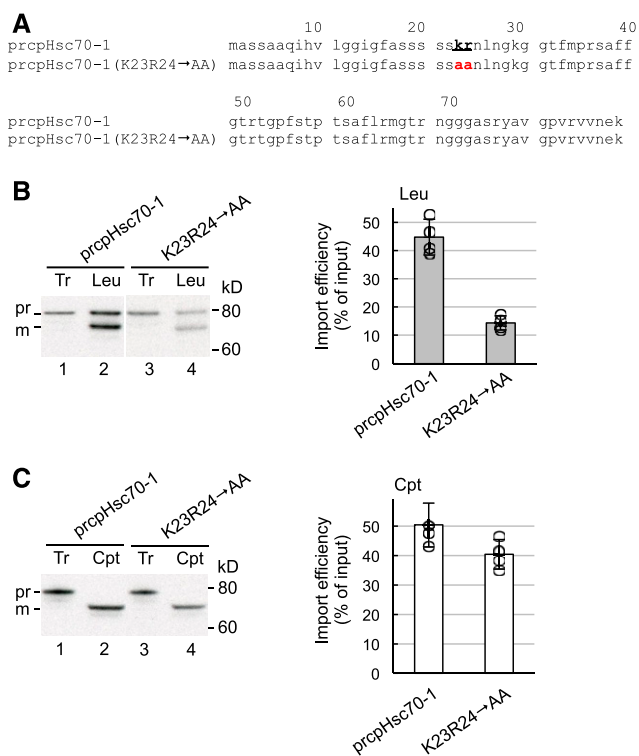 A
10 20 30 40
prcpHsc70-1 massaaqihv lggigfasss sskrnlngkg gtfmprsaff
prcpHsc70-1(K23R24→AA) massaaqihv lggigfasss ssaanlngkg gtfmprsaff
50 60 70
prcpHsc70-1 gtrtgpfstp tsaflrmgtr ngggasryav gpvrvvnek
prcpHsc70-1(K23R24→AA) gtrtgpfstp tsaflrmgtr ngggasryav gpvrvvnek
B
prcpHsc70-1 K23R24→AA
Tr Leu Tr Leu kD
pr 80
m
60
1 2 3 4
Leu
Import efficiency
(% of input)
50
40
30
20
10
0
prcpHsc70-1 K23R24→AA
C
prcpHsc70-1 K23R24→AA
Tr Cpt Tr Cpt kD
pr 80
m
60
1 2 3 4
Cpt
Import efficiency
(% of input)
50
40
30
20
10
0
prcpHsc70-1 K23R24→AA